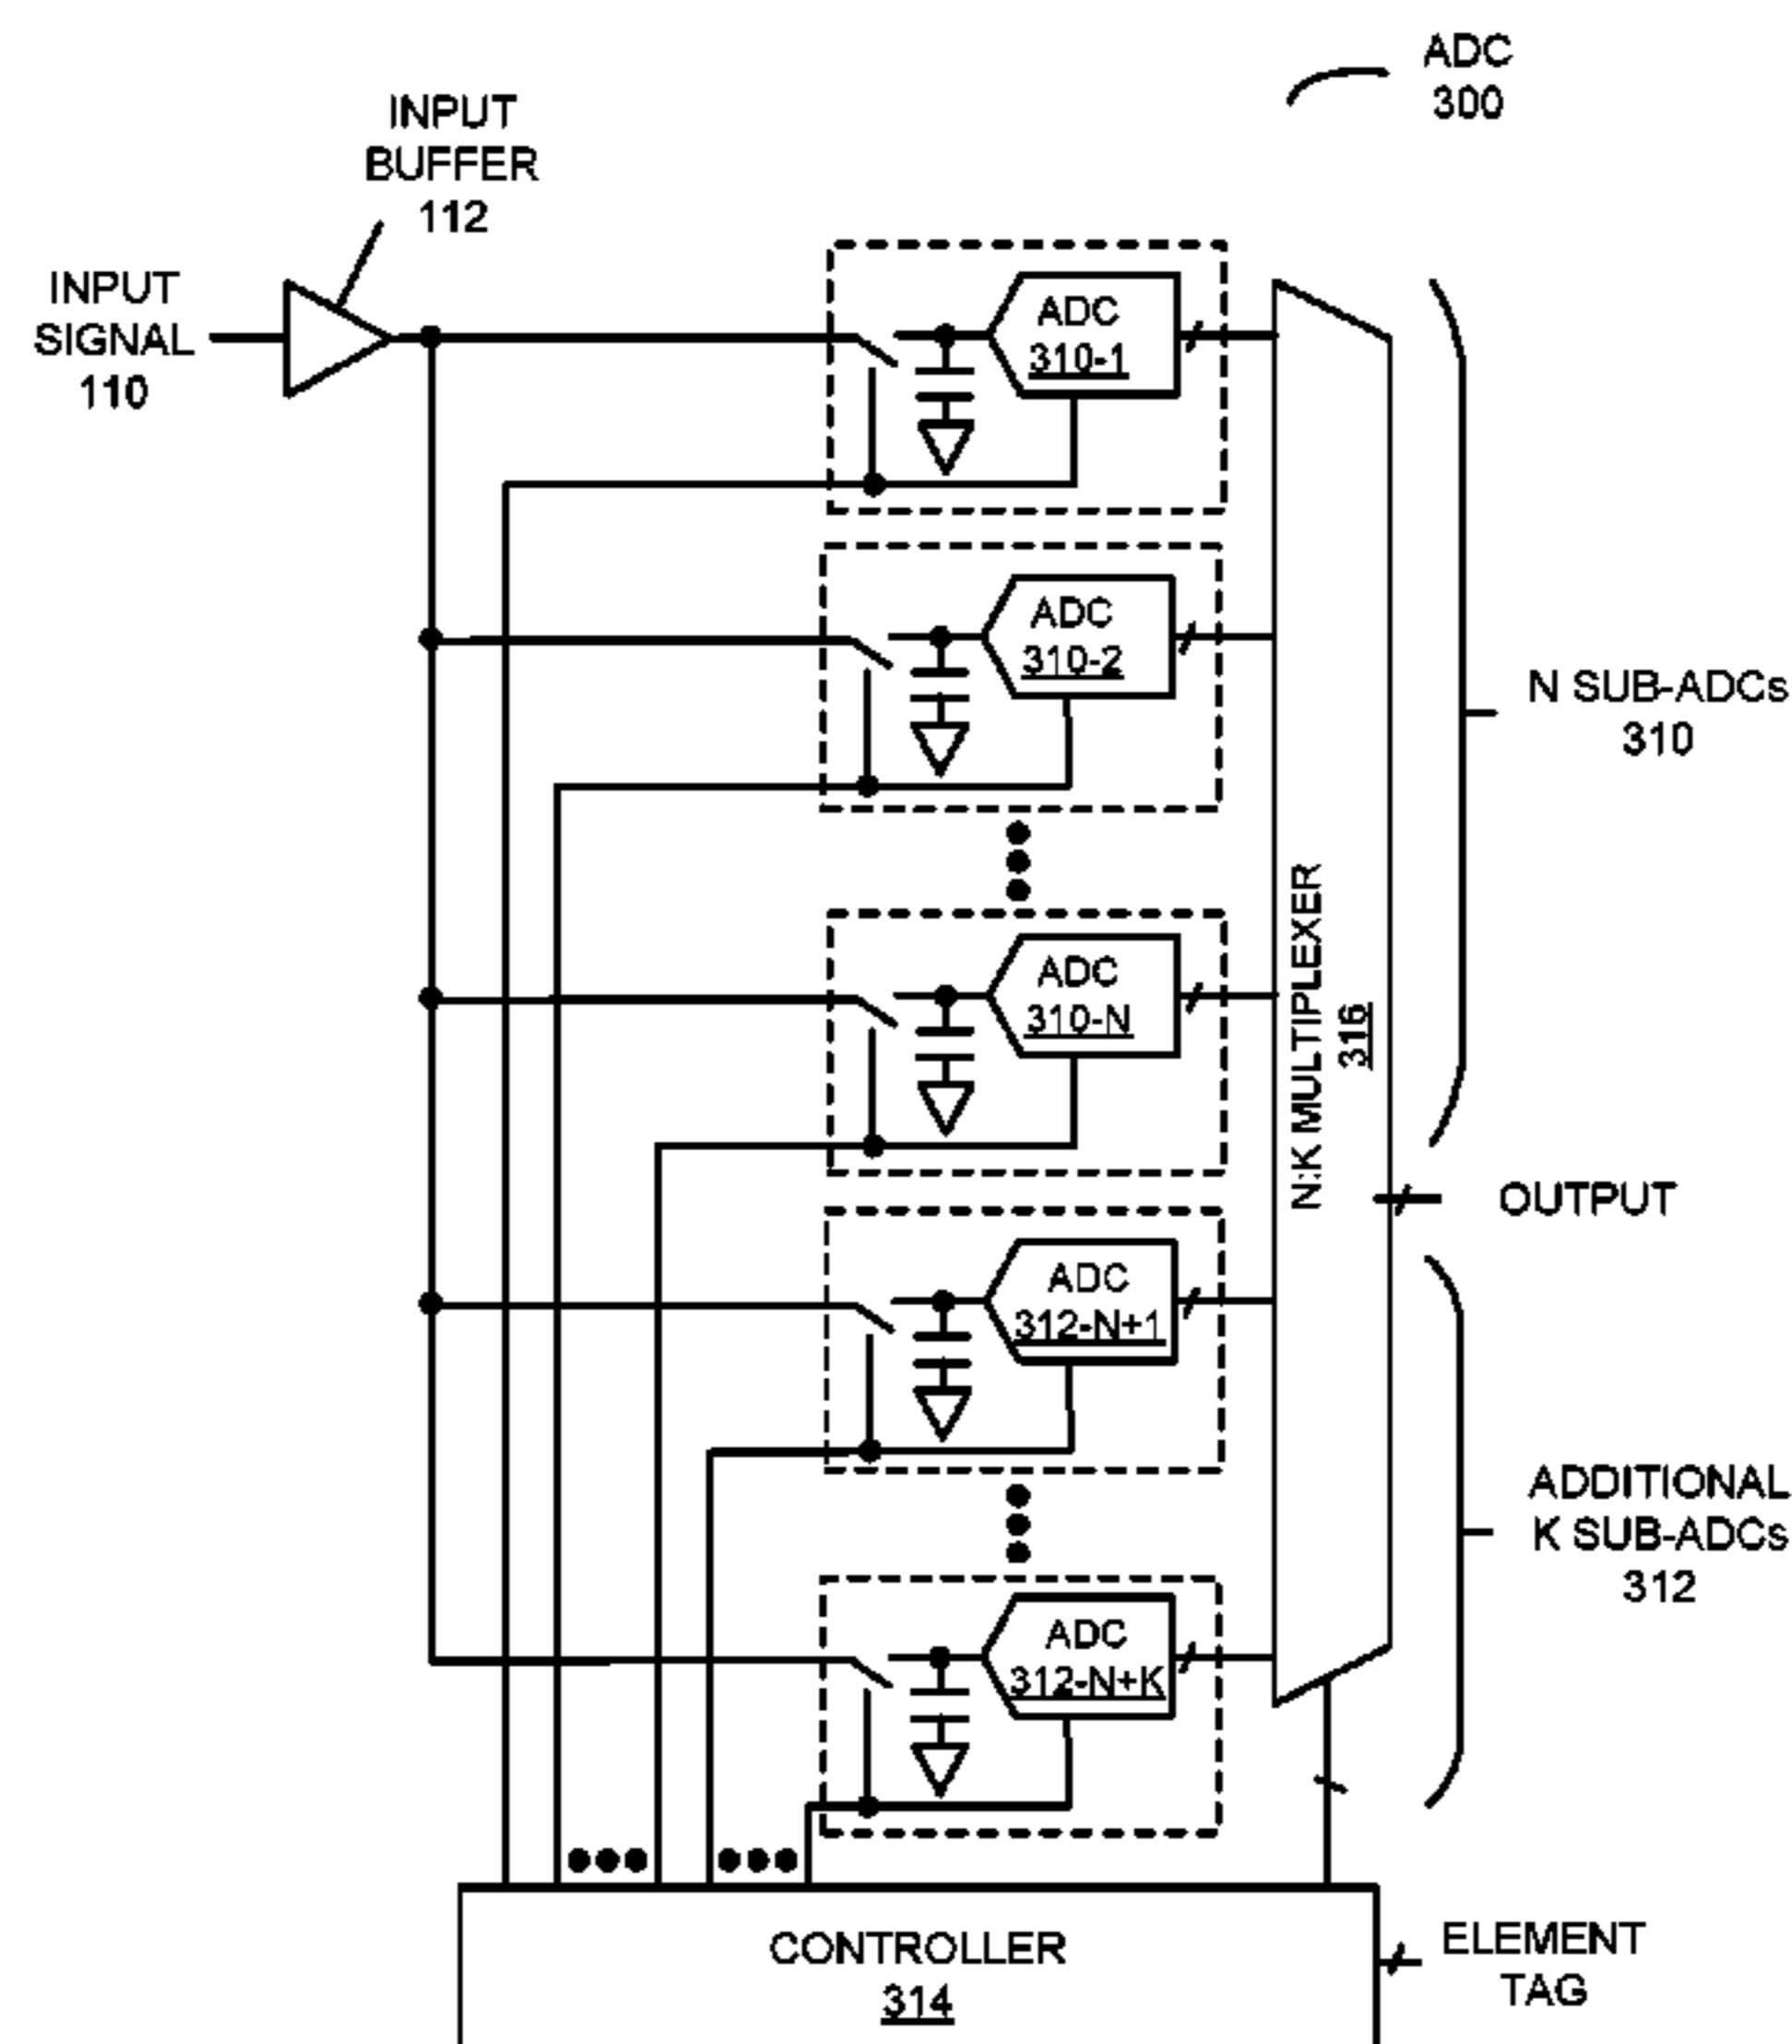 ADC
300
INPUT
BUFFER
112
INPUT
SIGNAL
110
ADC
310-1
ADC
310-2
N SUB-ADCs
310
ADC
310-N
N:K MULTIPLEXER
316
OUTPUT
ADC
312-N+1
ADDITIONAL
K SUB-ADCs
312
ADC
312-N+K
CONTROLLER
314
ELEMENT
TAG